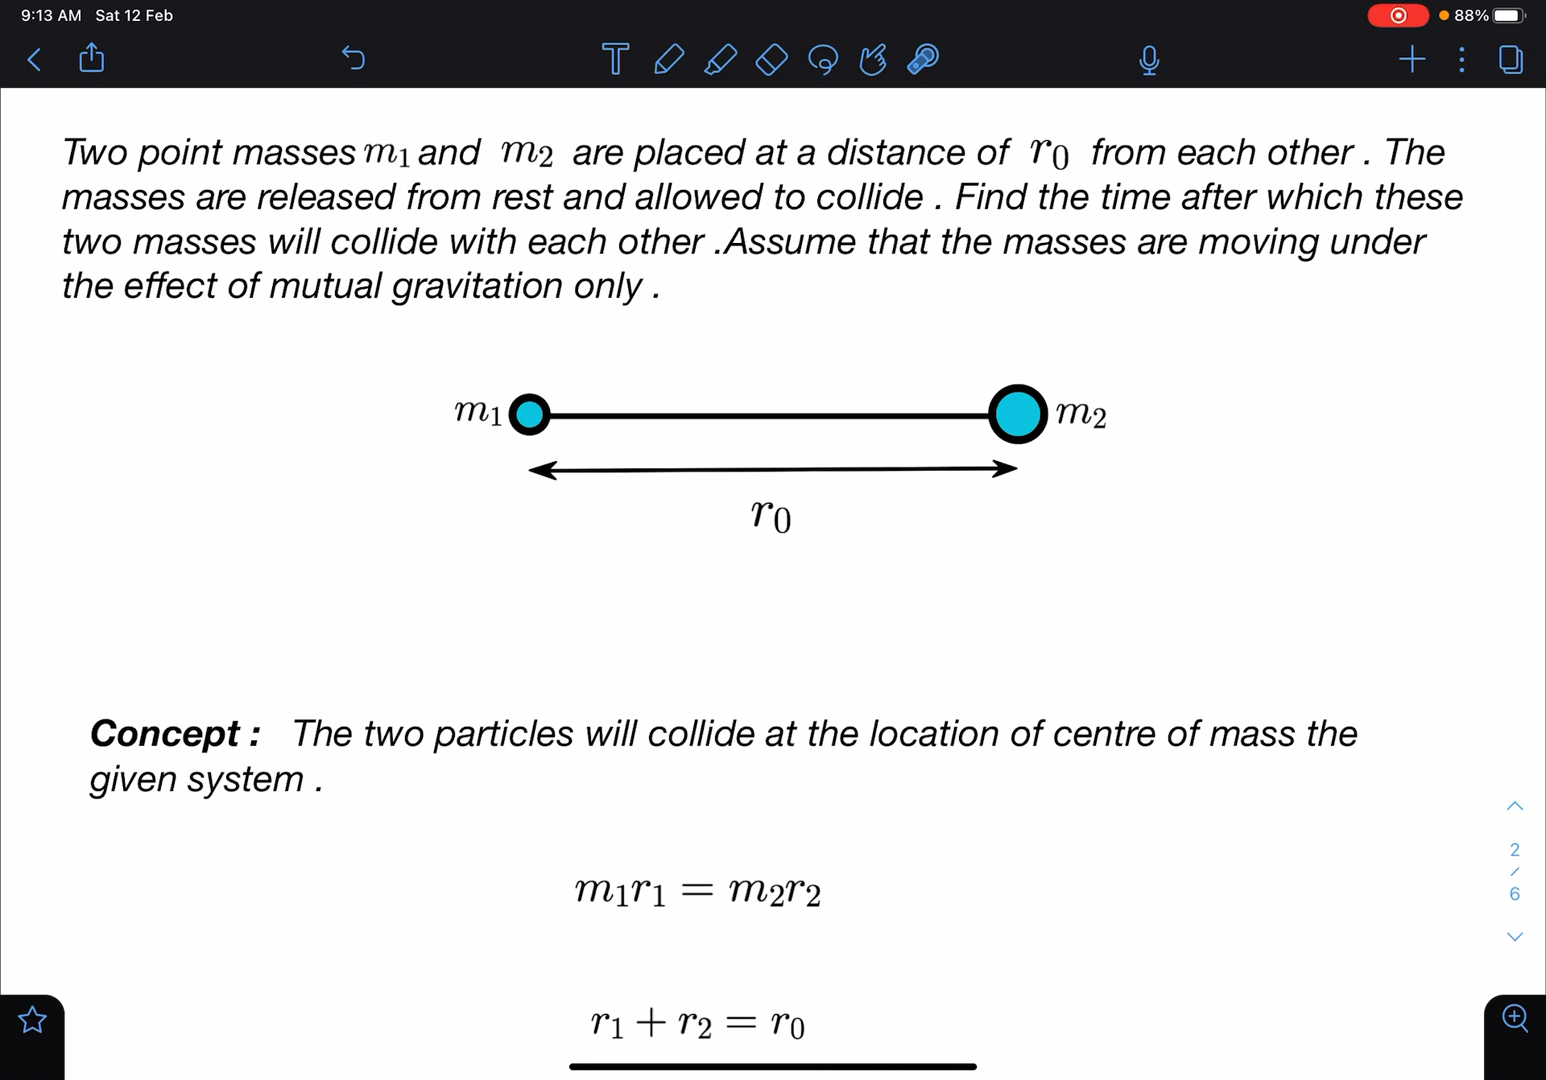 9:13 AM Sat 12 Feb
88%
Two point masses m₁ and m₂ are placed at a distance of r₀ from each other . The
masses are released from rest and allowed to collide . Find the time after which these
two masses will collide with each other .Assume that the masses are moving under
the effect of mutual gravitation only .
m₁
m₂
r₀
Concept : The two particles will collide at the location of centre of mass the
given system .
m₁r₁ = m₂r₂
r₁ + r₂ = r₀
2
/
6